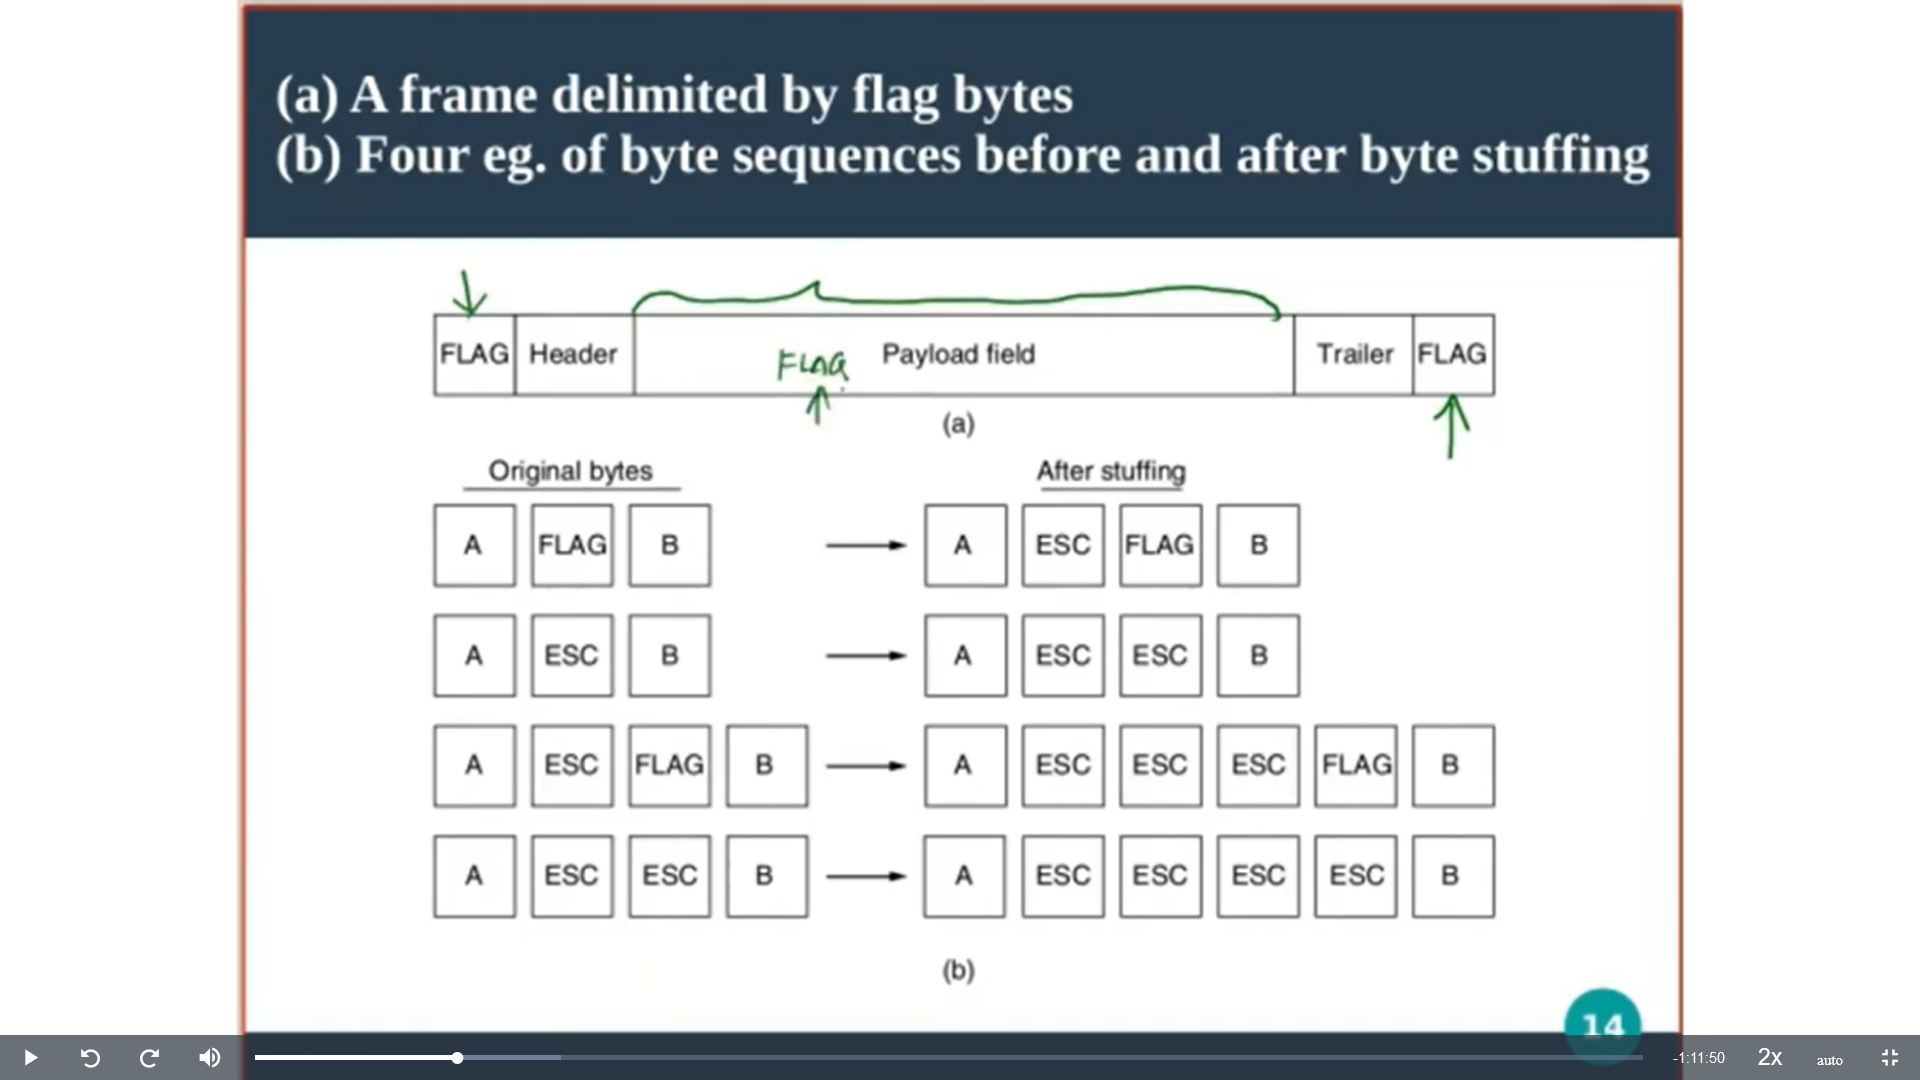 (a) A frame delimited by flag bytes
(b) Four eg. of byte sequences before and after byte stuffing
FLAG Header FLAG Payload field Trailer FLAG
(a)
Original bytes After stuffing
A FLAG B A ESC FLAG B
A ESC B A ESC ESC B
A ESC FLAG B A ESC ESC ESC FLAG B
A ESC ESC B A ESC ESC ESC ESC B
(b)
14
-1:11:50 2x auto